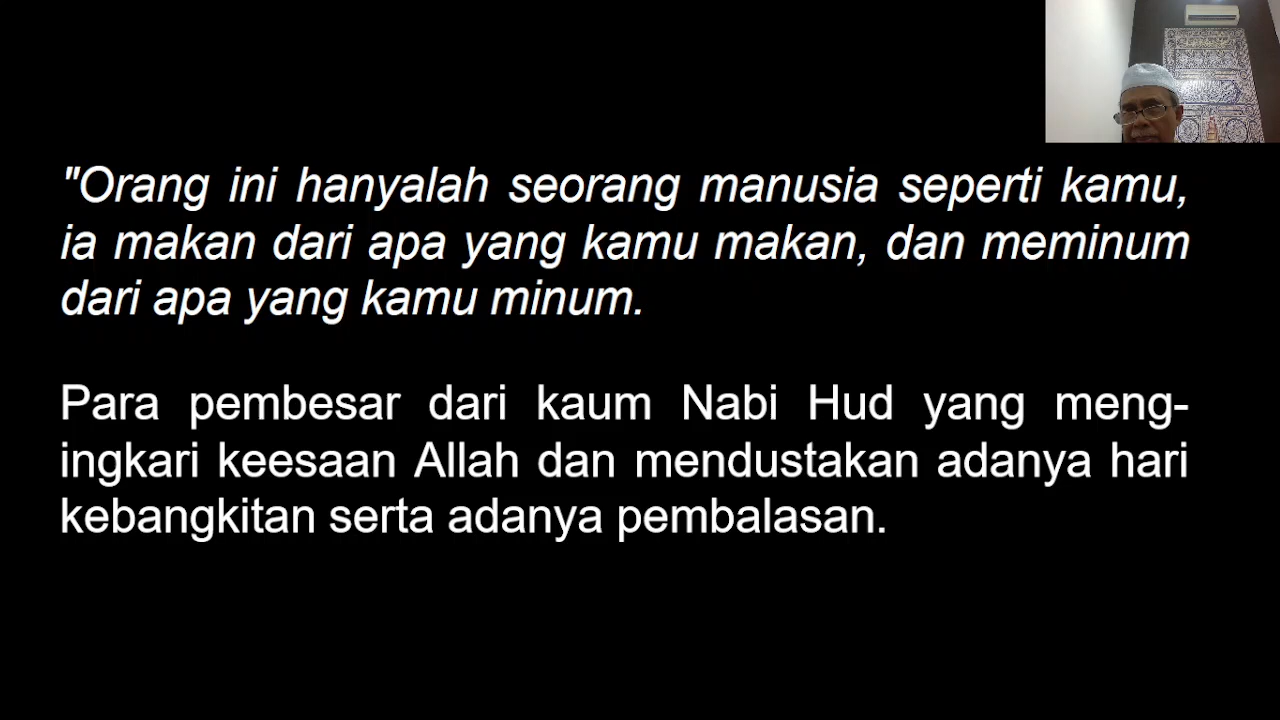 "Orang ini hanyalah seorang manusia seperti kamu,
ia makan dari apa yang kamu makan, dan meminum
dari apa yang kamu minum.
Para pembesar dari kaum Nabi Hud yang meng-
ingkari keesaan Allah dan mendustakan adanya hari
kebangkitan serta adanya pembalasan.